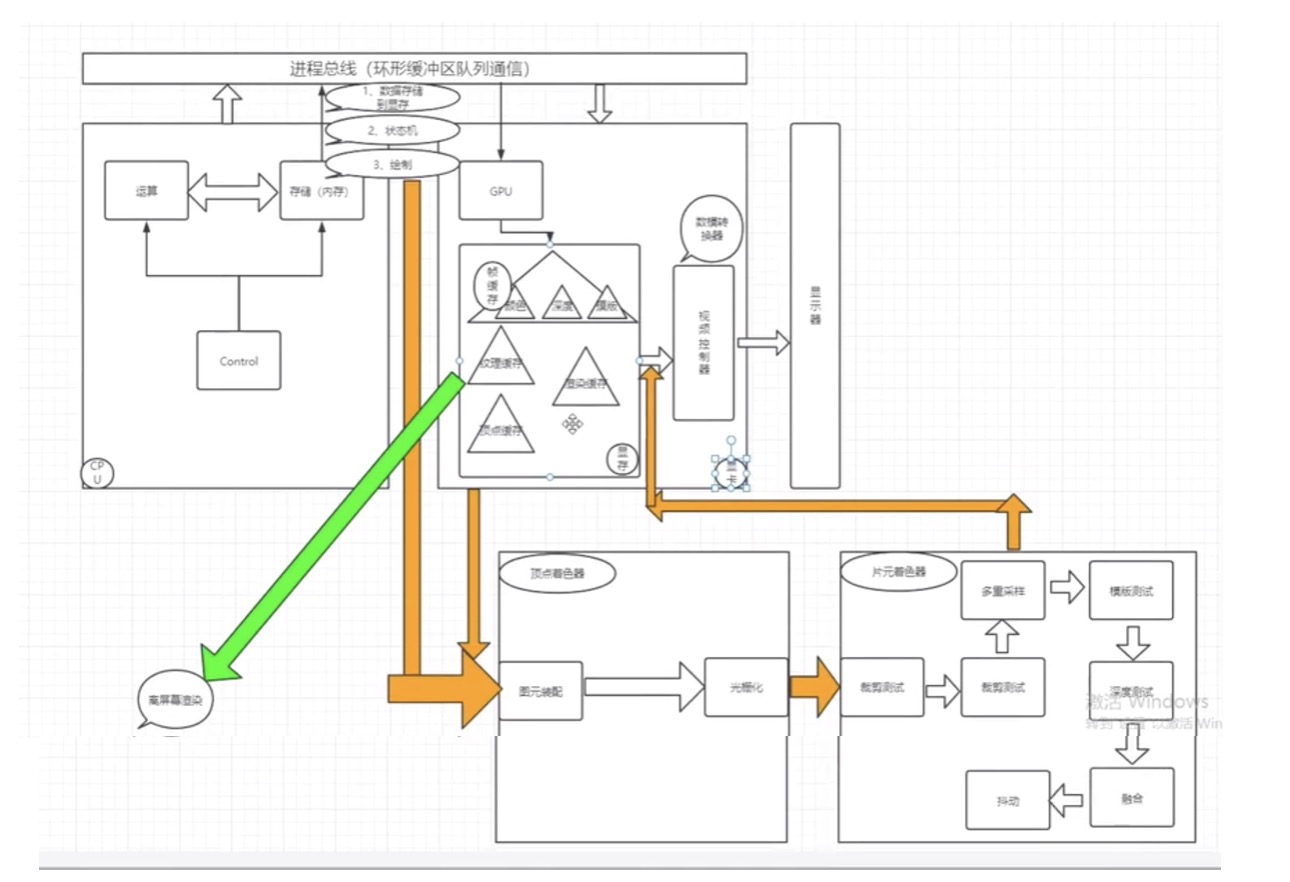 进程总线（环形缓冲区队列通信）
1、数据存储
到显存
2、状态机
3、绘制
运算
存储（内存）
GPU
数模转
换器
帧
缓
存
颜色
深度
模版
视
频
控
制
器
显
示
器
Control
纹理缓存
渲染缓存
顶点缓存
显
存
CP
U
显
卡
顶点着色器
片元着色器
多重采样
模版测试
离屏幕渲染
图元装配
光栅化
裁剪测试
裁剪测试
深度测试
激活 Windows
转到"设置"以激活 Win
抖动
融合